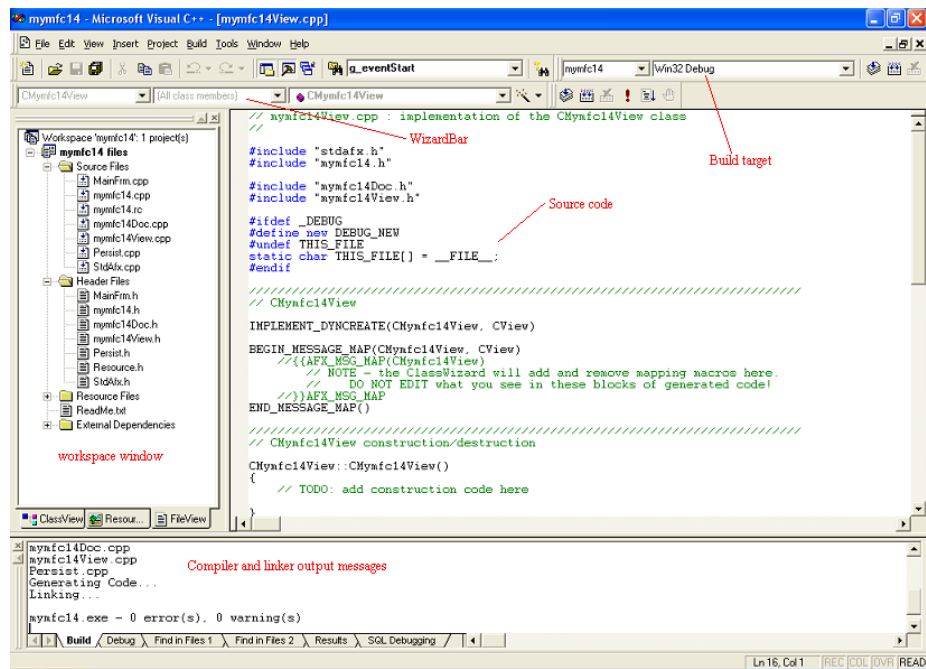 mymfc14 - Microsoft Visual C++ - [mymfc14View.cpp]
File Edit View Insert Project Build Tools Window Help
g_eventStart mymfc14 Win32 Debug
CMymfc14View (All class members) CMymfc14View
WizardBar
Build target
Workspace 'mymfc14': 1 project(s)
mymfc14 files
Source Files
MainFrm.cpp
mymfc14.cpp
mymfc14.rc
mymfc14Doc.cpp
mymfc14View.cpp
Persist.cpp
StdAfx.cpp
Header Files
MainFrm.h
mymfc14.h
mymfc14Doc.h
mymfc14View.h
Persist.h
Resource.h
StdAfx.h
Resource Files
ReadMe.txt
External Dependencies
workspace window
ClassView Resour... FileView
// mymfc14View.cpp : implementation of the CMymfc14View class
//
#include "stdafx.h"
#include "mymfc14.h"
#include "mymfc14Doc.h"
#include "mymfc14View.h"
Source code
#ifdef _DEBUG
#define new DEBUG_NEW
#undef THIS_FILE
static char THIS_FILE[] = __FILE__;
#endif
/////////////////////////////////////////////////////////////////////////////
// CMymfc14View
IMPLEMENT_DYNCREATE(CMymfc14View, CView)
BEGIN_MESSAGE_MAP(CMymfc14View, CView)
//{{AFX_MSG_MAP(CMymfc14View)
// NOTE - the ClassWizard will add and remove mapping macros here.
// DO NOT EDIT what you see in these blocks of generated code!
//}}AFX_MSG_MAP
END_MESSAGE_MAP()
/////////////////////////////////////////////////////////////////////////////
// CMymfc14View construction/destruction
CMymfc14View::CMymfc14View()
{
// TODO: add construction code here
}
mymfc14Doc.cpp
mymfc14View.cpp
Persist.cpp
Generating Code...
Linking...
mymfc14.exe - 0 error(s), 0 warning(s)
Compiler and linker output messages
Build Debug Find in Files 1 Find in Files 2 Results SQL Debugging
Ln 16, Col 1 REC COL OVR READ